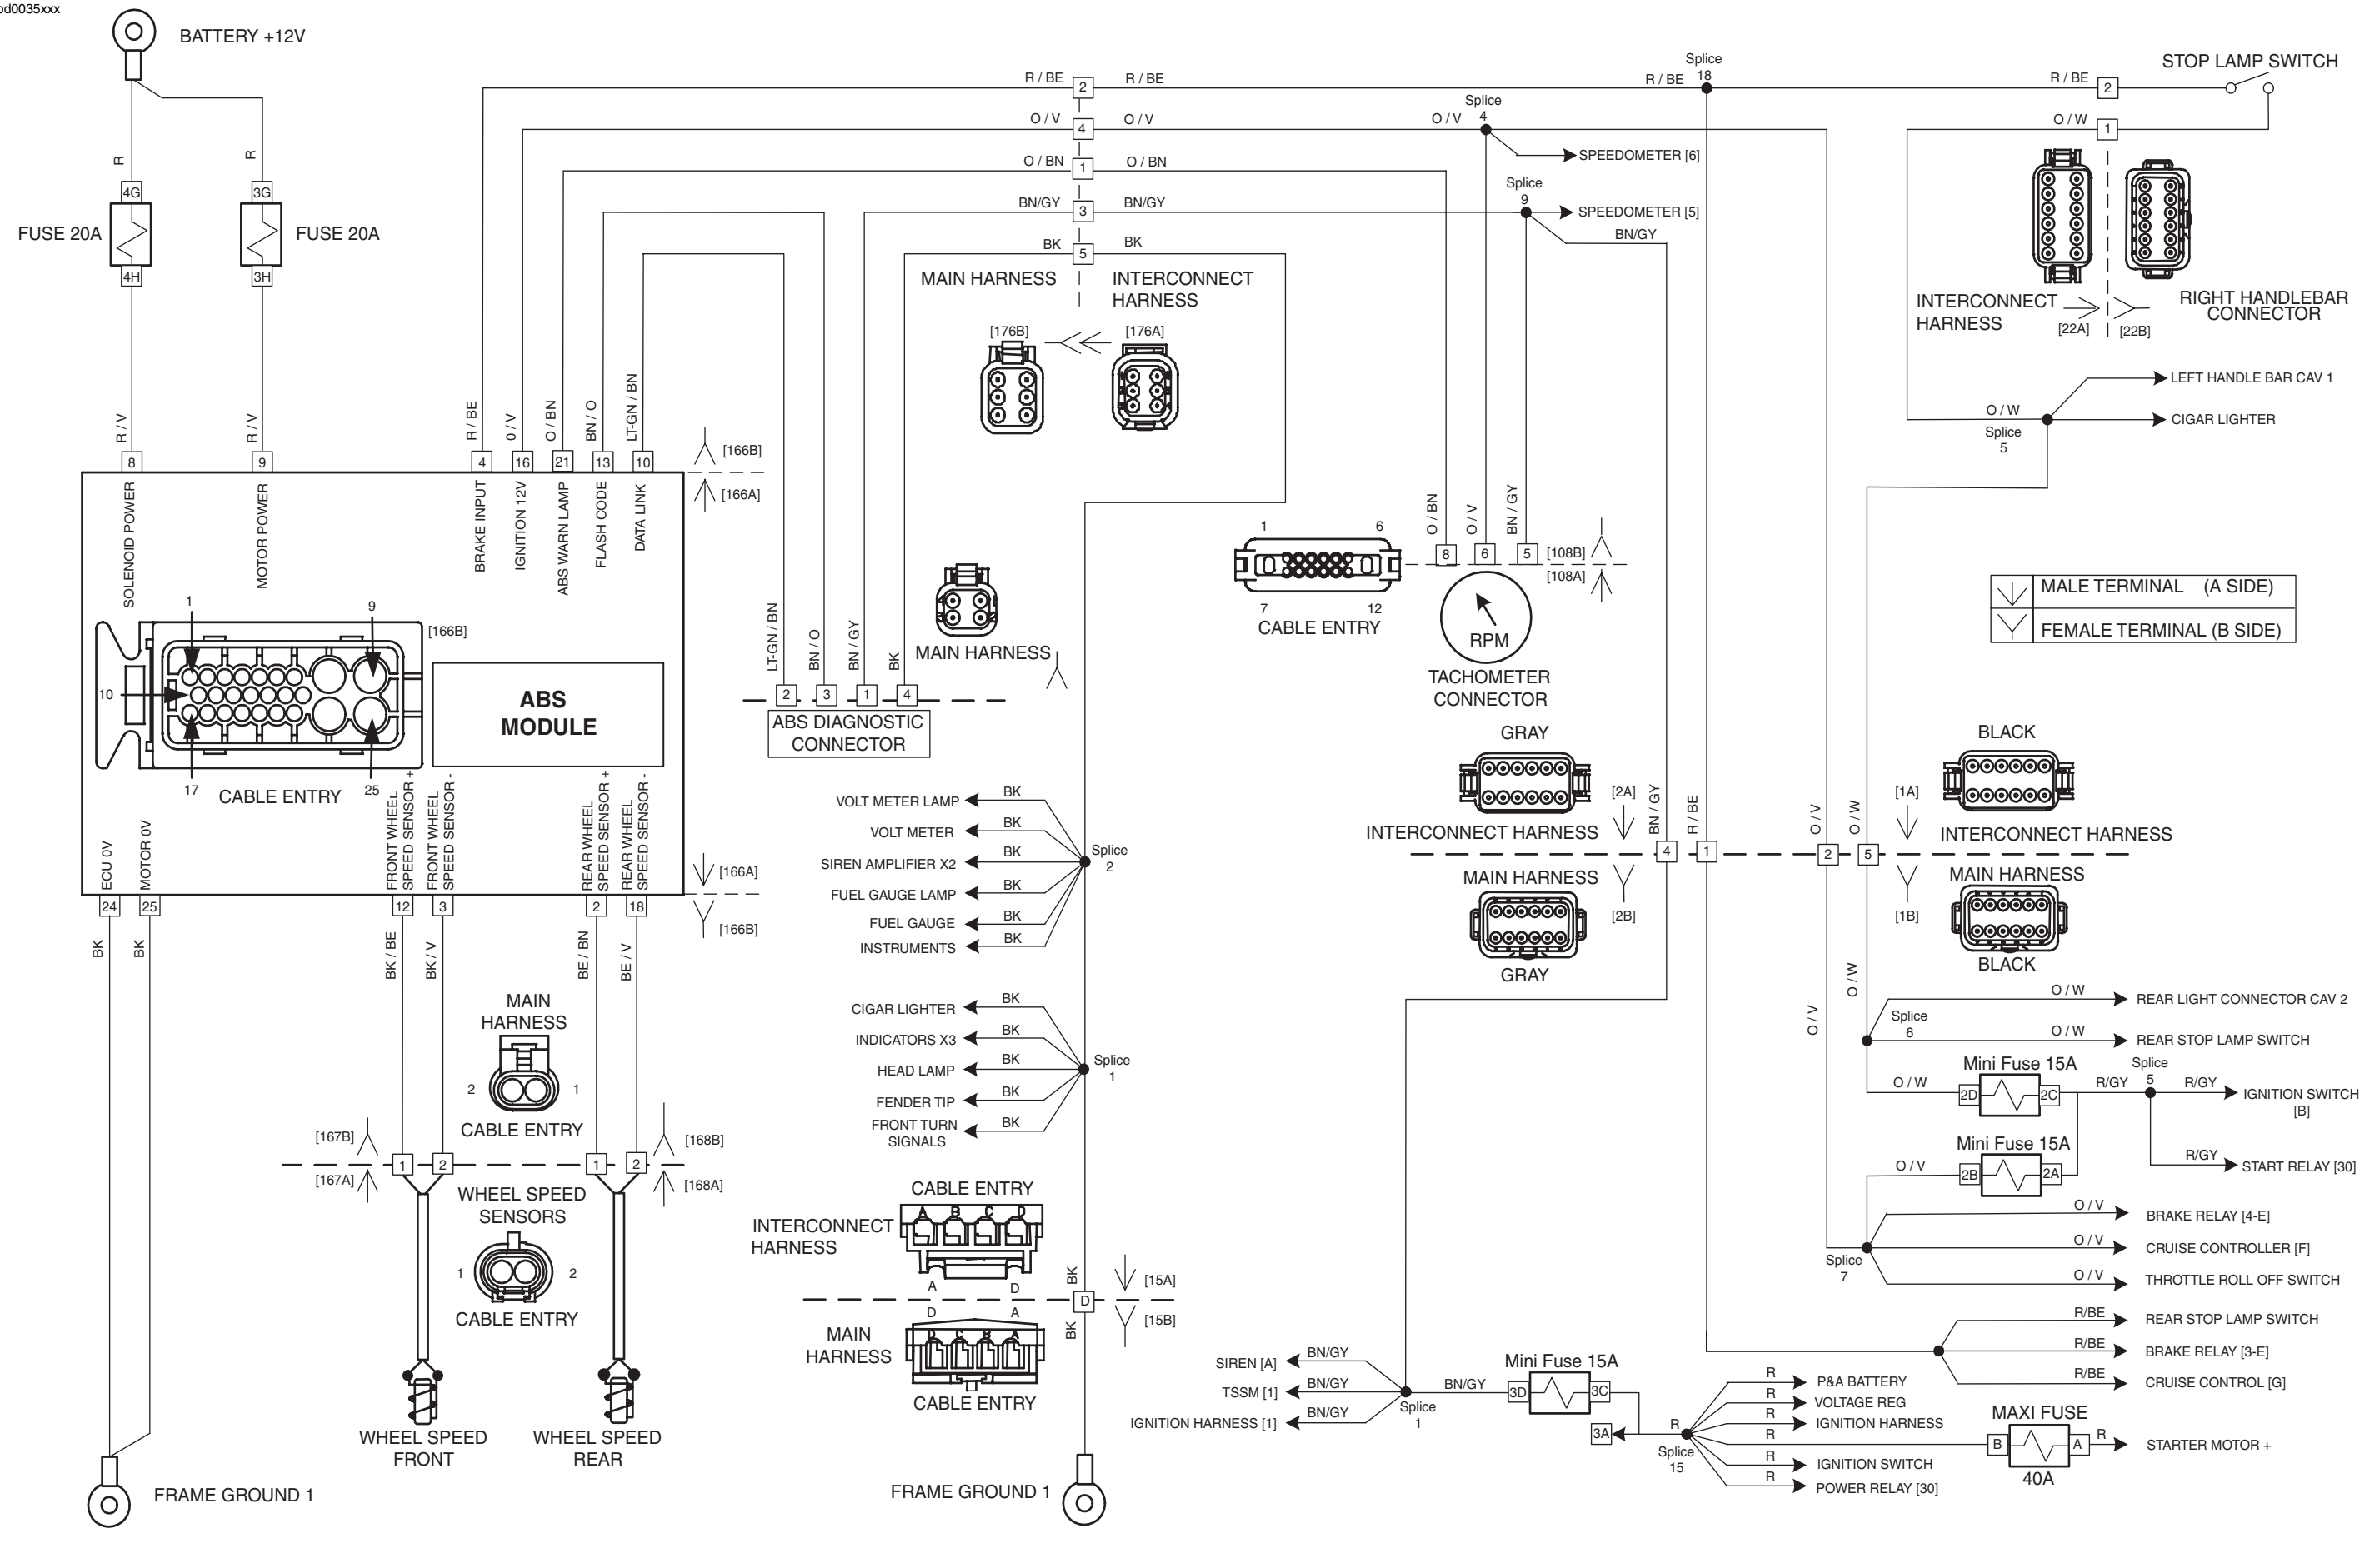 od0035xxx
BATTERY +12V
R
R
4G
3G
FUSE 20A
FUSE 20A
4H
3H
R / V
R / V
8
9
R / BE
2
R / BE
Splice
18
R / BE
R / BE
2
STOP LAMP SWITCH
O / V
4
O / V
O / V
Splice
4
SPEEDOMETER [6]
O / W
1
O / BN
1
O / BN
BN/GY
3
BN/GY
Splice
9
SPEEDOMETER [5]
BN/GY
BK
5
BK
MAIN HARNESS
INTERCONNECT
HARNESS
[176B]
[176A]
INTERCONNECT
HARNESS
[22A]
[22B]
RIGHT HANDLEBAR
CONNECTOR
LEFT HANDLE BAR CAV 1
O / W
CIGAR LIGHTER
Splice
5
R / BE
0 / V
O / BN
BN / O
LT-GN / BN
4
16
21
13
10
[166B]
[166A]
SOLENOID POWER
MOTOR POWER
BRAKE INPUT
IGNITION 12V
ABS WARN LAMP
FLASH CODE
DATA LINK
1
9
[166B]
10
17
CABLE ENTRY
25
ABS
MODULE
ECU 0V
MOTOR 0V
FRONT WHEEL
SPEED SENSOR +
FRONT WHEEL
SPEED SENSOR -
REAR WHEEL
SPEED SENSOR +
REAR WHEEL
SPEED SENSOR -
[166A]
[166B]
24
25
12
3
2
18
BK
BK
BK / BE
BK / V
BE / BN
BE / V
LT-GN / BN
BN / O
BN / GY
BK
2
3
1
4
ABS DIAGNOSTIC
CONNECTOR
MAIN HARNESS
1
6
7
12
CABLE ENTRY
O / BN
O / V
BN / GY
8
6
5
[108B]
[108A]
RPM
TACHOMETER
CONNECTOR
MALE TERMINAL (A SIDE)
FEMALE TERMINAL (B SIDE)
GRAY
[2A]
INTERCONNECT HARNESS
MAIN HARNESS
[2B]
GRAY
BN / GY
R / BE
O / V
O / W
4
1
2
5
BLACK
[1A]
INTERCONNECT HARNESS
MAIN HARNESS
[1B]
BLACK
VOLT METER LAMP
BK
VOLT METER
BK
SIREN AMPLIFIER X2
BK
FUEL GAUGE LAMP
BK
FUEL GAUGE
BK
INSTRUMENTS
BK
Splice
2
CIGAR LIGHTER
BK
INDICATORS X3
BK
HEAD LAMP
BK
FENDER TIP
BK
FRONT TURN
SIGNALS
BK
Splice
1
MAIN
HARNESS
2
1
CABLE ENTRY
[167B]
[167A]
1
2
1
2
[168B]
[168A]
WHEEL SPEED
SENSORS
1
2
CABLE ENTRY
WHEEL SPEED
FRONT
WHEEL SPEED
REAR
FRAME GROUND 1
CABLE ENTRY
INTERCONNECT
HARNESS
A B C D
A
D
BK
[15A]
D
D
A
BK
[15B]
MAIN
HARNESS
D C B A
CABLE ENTRY
FRAME GROUND 1
O / W
O / V
O / W
REAR LIGHT CONNECTOR CAV 2
Splice
6
O / W
REAR STOP LAMP SWITCH
Mini Fuse 15A
O / W
2D
2C
R/GY
Splice
5
R/GY
IGNITION SWITCH
[B]
Mini Fuse 15A
O / V
2B
2A
R/GY
START RELAY [30]
O / V
BRAKE RELAY [4-E]
O / V
CRUISE CONTROLLER [F]
Splice
7
O / V
THROTTLE ROLL OFF SWITCH
R/BE
REAR STOP LAMP SWITCH
R/BE
BRAKE RELAY [3-E]
R/BE
CRUISE CONTROL [G]
SIREN [A]
BN/GY
TSSM [1]
BN/GY
IGNITION HARNESS [1]
BN/GY
Splice
1
BN/GY
Mini Fuse 15A
3D
3C
3A
R
Splice
15
R
P&A BATTERY
R
VOLTAGE REG
R
IGNITION HARNESS
R
MAXI FUSE
B
A
R
STARTER MOTOR +
40A
R
IGNITION SWITCH
R
POWER RELAY [30]